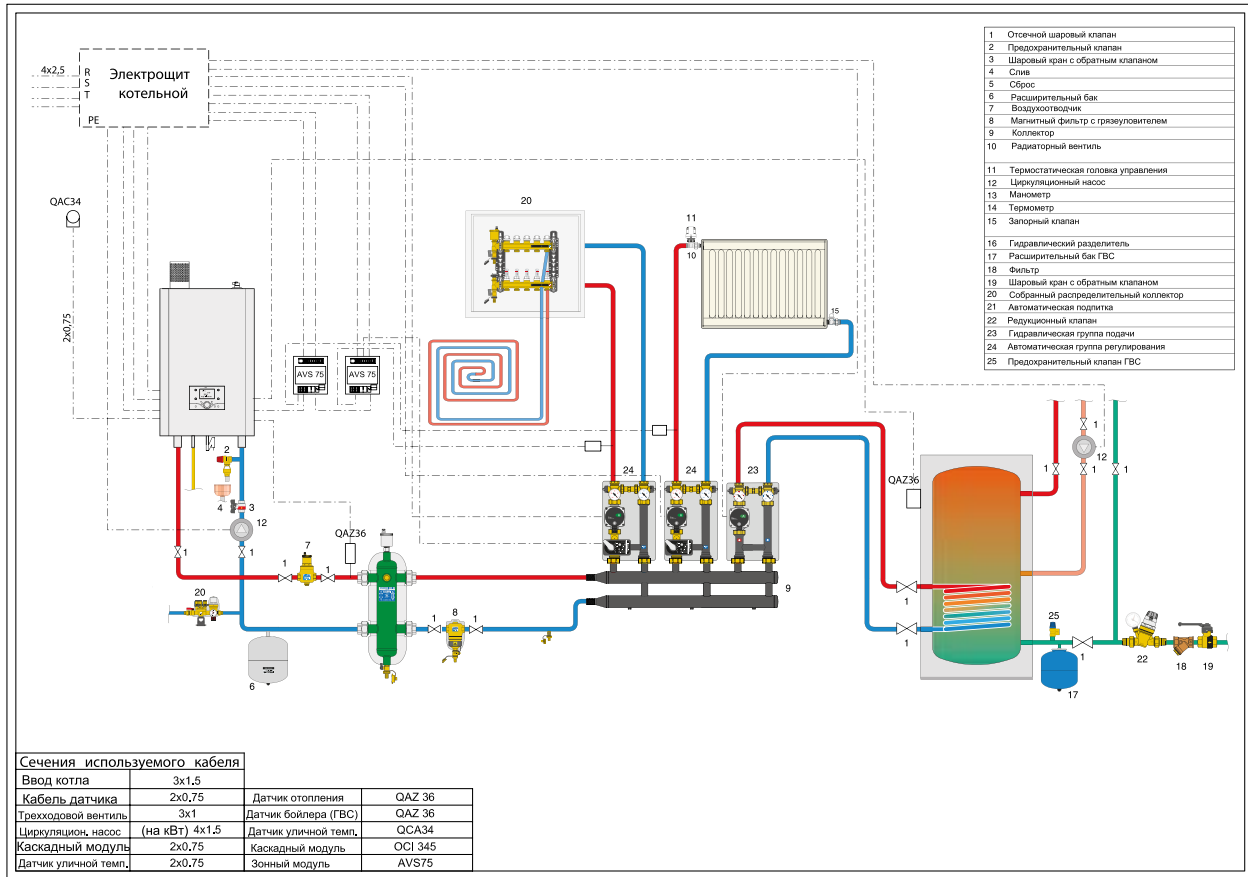 4x2,5
R
S
T
PE
Электрощит
котельной
QAC34
2x0,75
AVS 75
AVS 75
20
11
10
15
24
24
23
2
4
3
12
1
1
7
1
1
QAZ36
20
6
8
1
1
9
QAZ36
1
1
1
1
12
1
1
1
25
17
1
22
18
19
1 Отсечной шаровый клапан
2 Предохранительный клапан
3 Шаровый кран с обратным клапаном
4 Слив
5 Сброс
6 Расширительный бак
7 Воздухоотводчик
8 Магнитный фильтр с грязеуловителем
9 Коллектор
10 Радиаторный вентиль
11 Термостатическая головка управления
12 Циркуляционный насос
13 Манометр
14 Термометр
15 Запорный клапан
16 Гидравлический разделитель
17 Расширительный бак ГВС
18 Фильтр
19 Шаровый кран с обратным клапаном
20 Собранный распределительный коллектор
21 Автоматическая подпитка
22 Редукционный клапан
23 Гидравлическая группа подачи
24 Автоматическая группа регулирования
25 Предохранительный клапан ГВС
Сечения используемого кабеля
Ввод котла 3x1.5
Кабель датчика 2x0.75 Датчик отопления QAZ 36
Трехходовой вентиль 3x1 Датчик бойлера (ГВС) QAZ 36
Циркуляцион. насос (на кВт) 4x1.5 Датчик уличной темп. QCA34
Каскадный модуль 2x0.75 Каскадный модуль OCI 345
Датчик уличной темп. 2x0.75 Зонный модуль AVS75